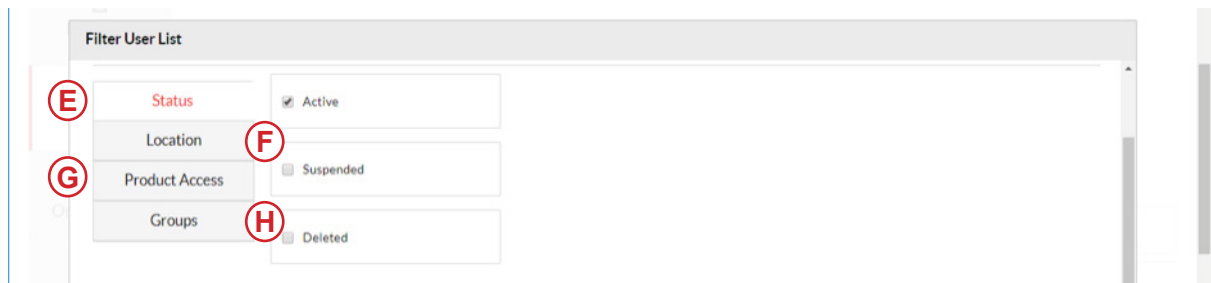 Filter User List
E
Status
Active
Location
F
G
Product Access
Suspended
Groups
H
Deleted